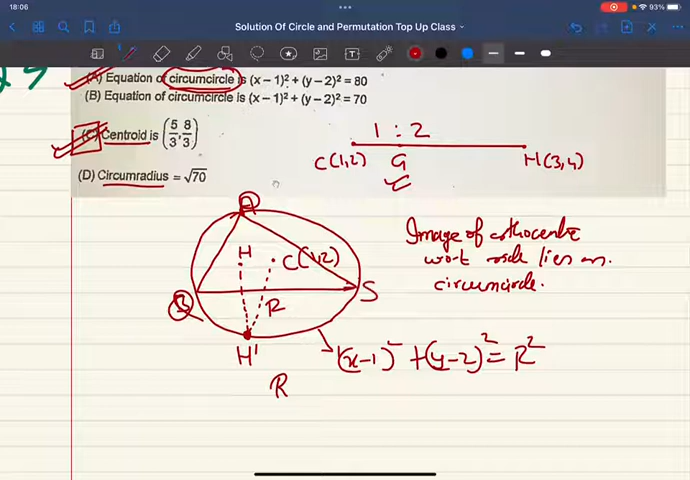 18:06
93%
Solution Of Circle and Permutation Top Up Class
(A) Equation of circumcircle is (x – 1)² + (y – 2)² = 80
(B) Equation of circumcircle is (x – 1)² + (y – 2)² = 70
(C) Centroid is (5/3, 8/3)
(D) Circumradius = √70
1 : 2
C(1,2) G H(3,4)
A
H C(1,2)
B R S
H'
R
Image of orthocentre
wort side lies on
circumcircle.
(x-1)² + (y-2)² = R²